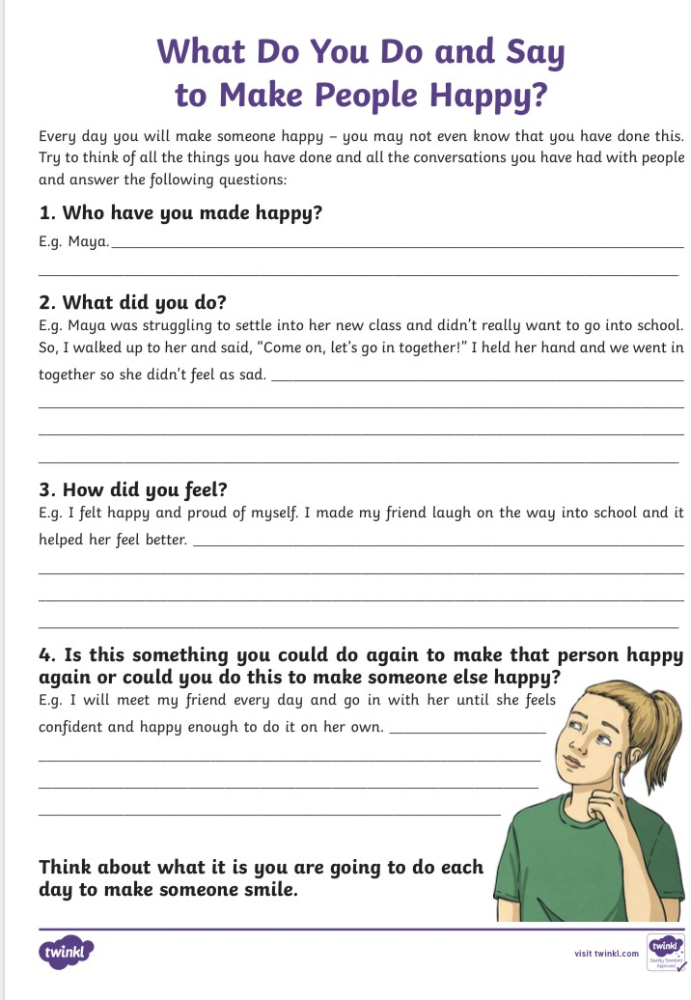 What Do You Do and Say
to Make People Happy?
Every day you will make someone happy – you may not even know that you have done this.
Try to think of all the things you have done and all the conversations you have had with people
and answer the following questions:
1. Who have you made happy?
E.g. Maya.
2. What did you do?
E.g. Maya was struggling to settle into her new class and didn’t really want to go into school.
So, I walked up to her and said, “Come on, let’s go in together!” I held her hand and we went in
together so she didn’t feel as sad.
3. How did you feel?
E.g. I felt happy and proud of myself. I made my friend laugh on the way into school and it
helped her feel better.
4. Is this something you could do again to make that person happy
again or could you do this to make someone else happy?
E.g. I will meet my friend every day and go in with her until she feels
confident and happy enough to do it on her own.
Think about what it is you are going to do each
day to make someone smile.
twinkl
visit twinkl.com
twinkl
Quality Standard
Approved